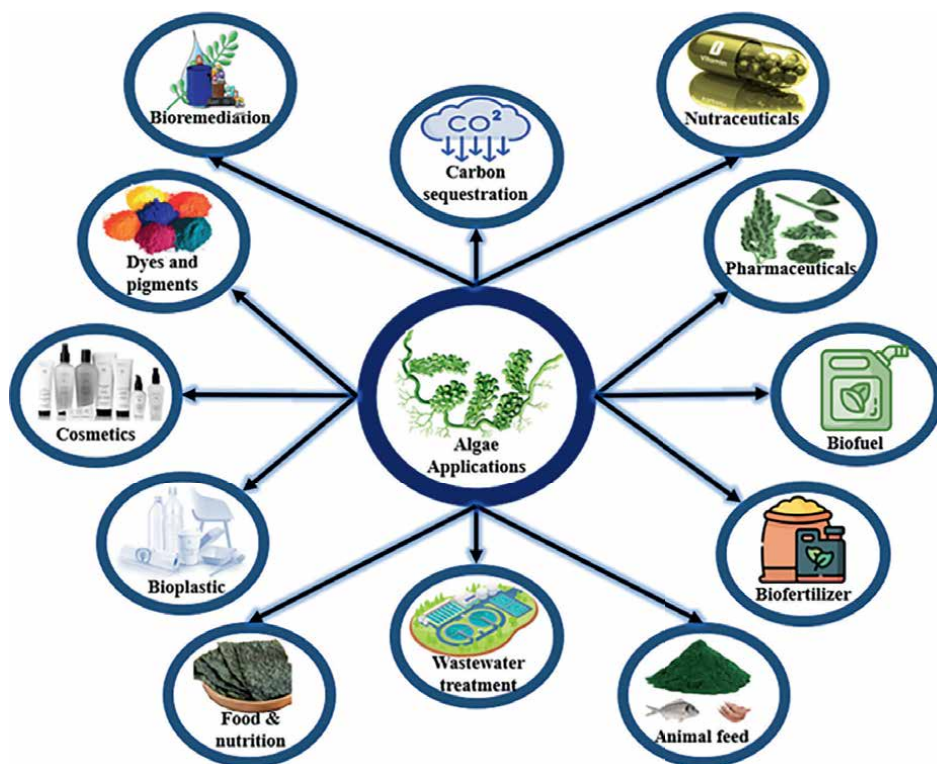 Bioremediation
CO²
Carbon
sequestration
Vitamin
Nutraceuticals
Dyes and
pigments
Pharmaceuticals
Cosmetics
Algae
Applications
Biofuel
Bioplastic
Biofertilizer
Food &
nutrition
Wastewater
treatment
Animal feed